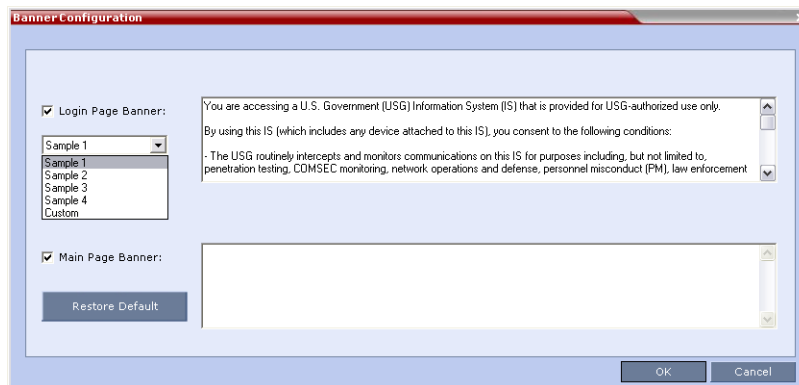 Banner Configuration
Login Page Banner:
You are accessing a U.S. Government (USG) Information System (IS) that is provided for USG-authorized use only.
By using this IS (which includes any device attached to this IS), you consent to the following conditions:
- The USG routinely intercepts and monitors communications on this IS for purposes including, but not limited to,
penetration testing, COMSEC monitoring, network operations and defense, personnel misconduct (PM), law enforcement
Sample 1
Sample 1
Sample 2
Sample 3
Sample 4
Custom
Main Page Banner:
Restore Default
OK
Cancel